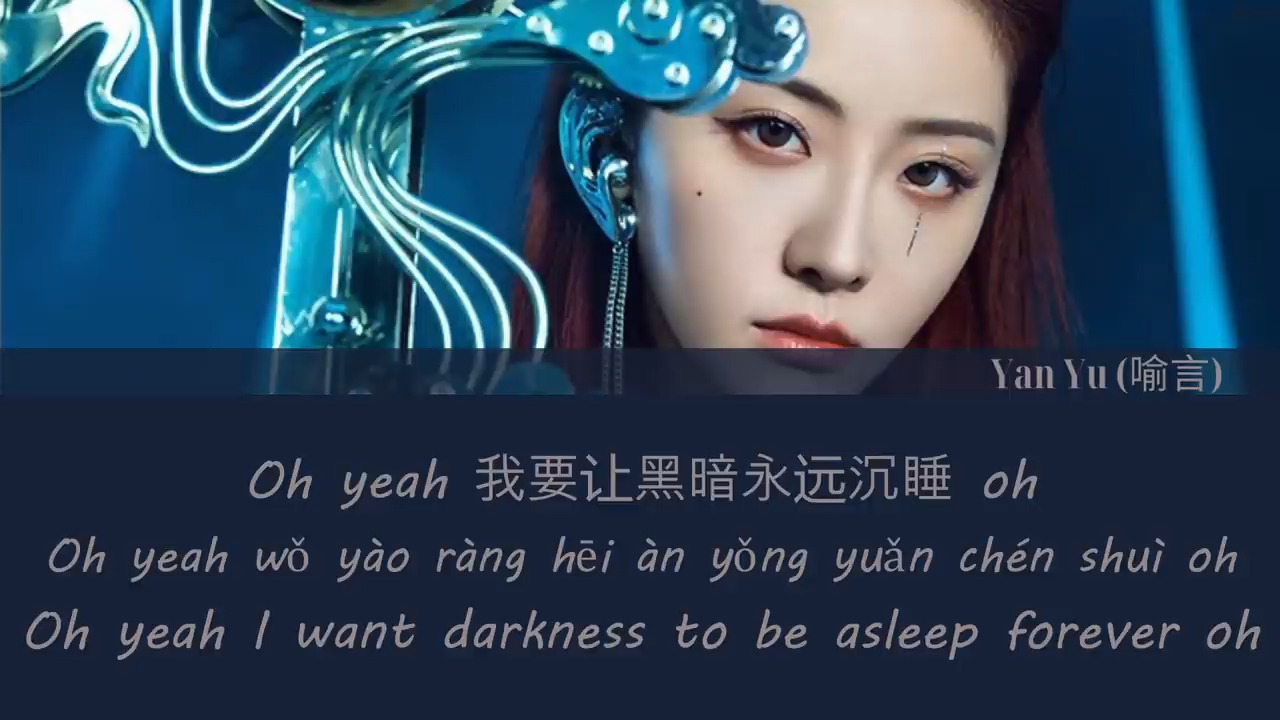 Yan Yu (喻言)
Oh yeah 我要让黑暗永远沉睡 oh
Oh yeah wǒ yào ràng hēi àn yǒng yuǎn chén shuì oh
Oh yeah I want darkness to be asleep forever oh